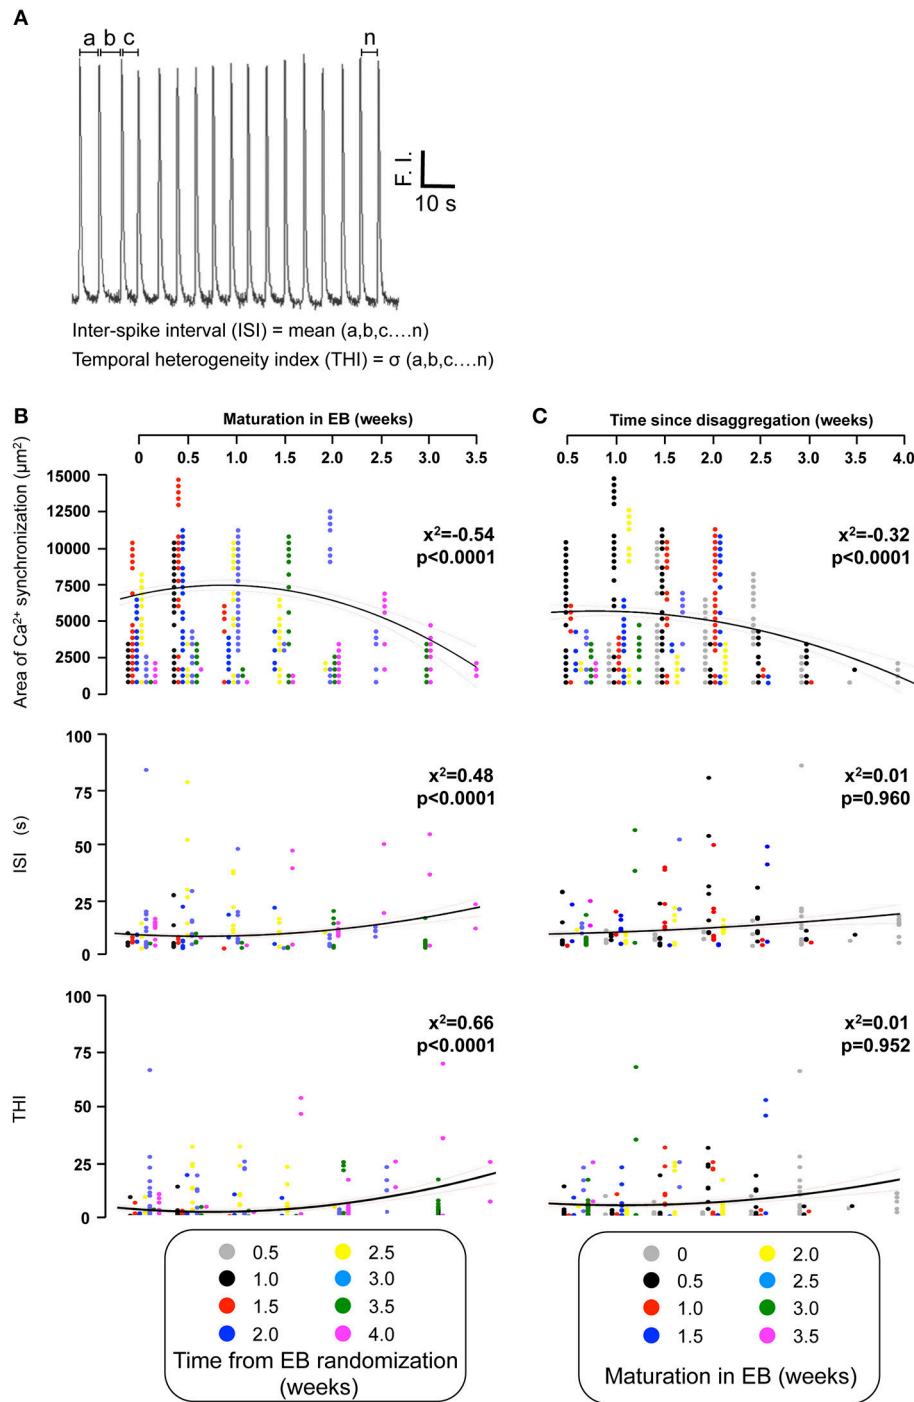 A
a b c n
F. I.
10 s
Inter-spike interval (ISI) = mean (a,b,c....n)
Temporal heterogeneity index (THI) = σ (a,b,c....n)
B
Maturation in EB (weeks)
0 0.5 1.0 1.5 2.0 2.5 3.0 3.5
C
Time since disaggregation (weeks)
0.5 1.0 1.5 2.0 2.5 3.0 3.5 4.0
Area of Ca²⁺ synchronization (µm²)
15000
12500
10000
7500
5000
2500
0
x²=-0.54
p<0.0001
x²=-0.32
p<0.0001
ISI (s)
100
75
50
25
0
x²=0.48
p<0.0001
x²=0.01
p=0.960
THI
100
75
50
25
0
x²=0.66
p<0.0001
x²=0.01
p=0.952
0.5 2.5
1.0 3.0
1.5 3.5
2.0 4.0
Time from EB randomization
(weeks)
0 2.0
0.5 2.5
1.0 3.0
1.5 3.5
Maturation in EB (weeks)